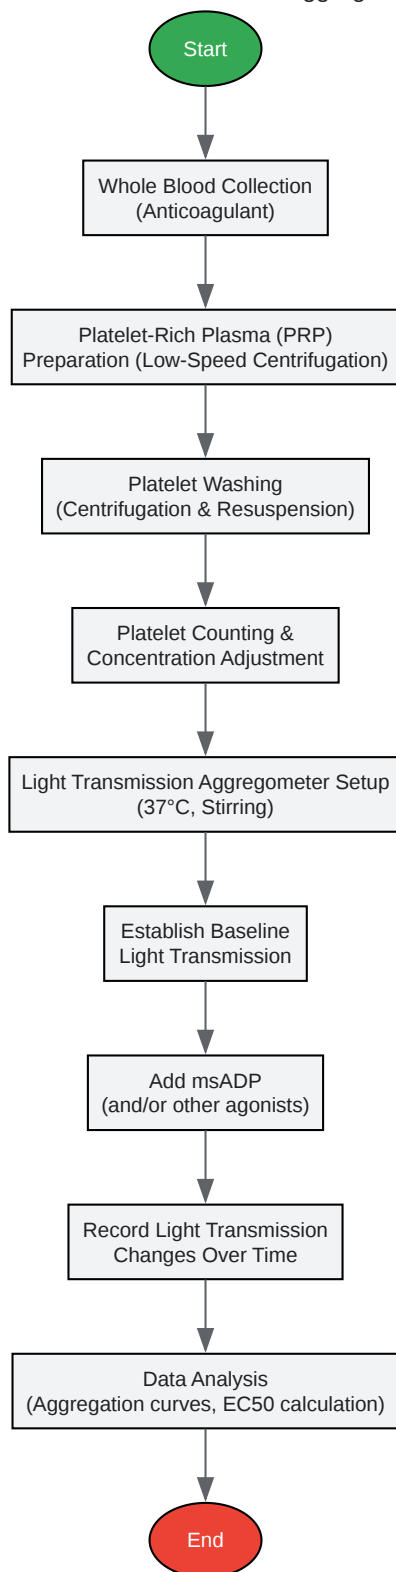 Start
Whole Blood Collection
(Anticoagulant)
Platelet-Rich Plasma (PRP)
Preparation (Low-Speed Centrifugation)
Platelet Washing
(Centrifugation & Resuspension)
Platelet Counting &
Concentration Adjustment
Light Transmission Aggregometer Setup
(37°C, Stirring)
Establish Baseline
Light Transmission
Add msADP
(and/or other agonists)
Record Light Transmission
Changes Over Time
Data Analysis
(Aggregation curves, EC50 calculation)
End